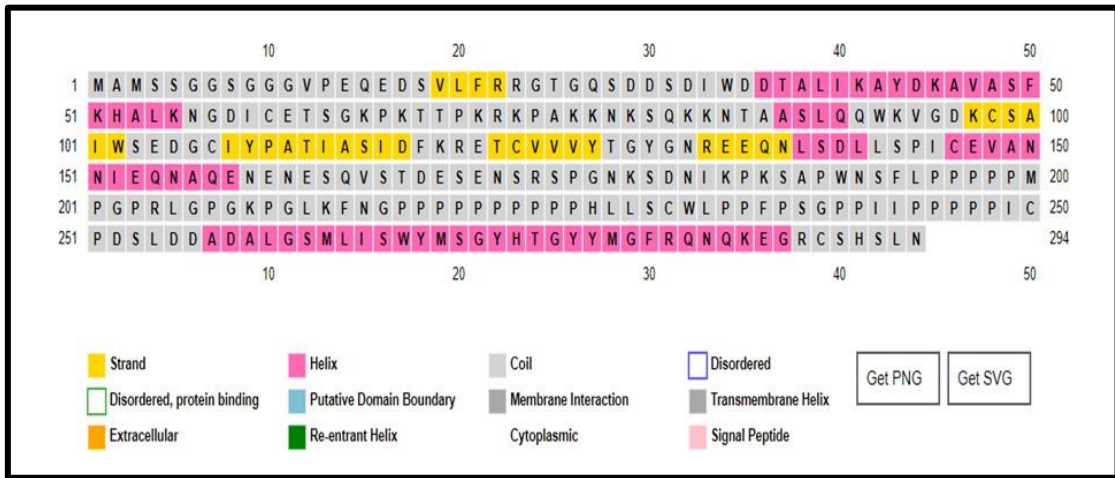 10 20 30 40 50
1 M A M S S G G S G G G V P E Q E D S V L F R R G T G Q S D D S D I W D D T A L I K A Y D K A V A S F 50
51 K H A L K N G D I C E T S G K P K T T P K R K P A K K N K S Q K K N T A A S L Q Q W K V G D K C S A 100
101 I W S E D G C I Y P A T I A S I D F K R E T C V V V Y T G Y G N R E E Q N L S D L L S P I C E V A N 150
151 N I E Q N A Q E N E N E S Q V S T D E S E N S R S P G N K S D N I K P K S A P W N S F L P P P P P M 200
201 P G P R L G P G K P G L K F N G P P P P P P P P P P H L L S C W L P P F P S G P P I I P P P P P I C 250
251 P D S L D D A D A L G S M L I S W Y M S G Y H T G Y Y M G F R Q N Q K E G R C S H S L N 294
10 20 30 40 50
Strand Helix Coil Disordered
Get PNG Get SVG
Disordered, protein binding Putative Domain Boundary Membrane Interaction Transmembrane Helix
Extracellular Re-entrant Helix Cytoplasmic Signal Peptide